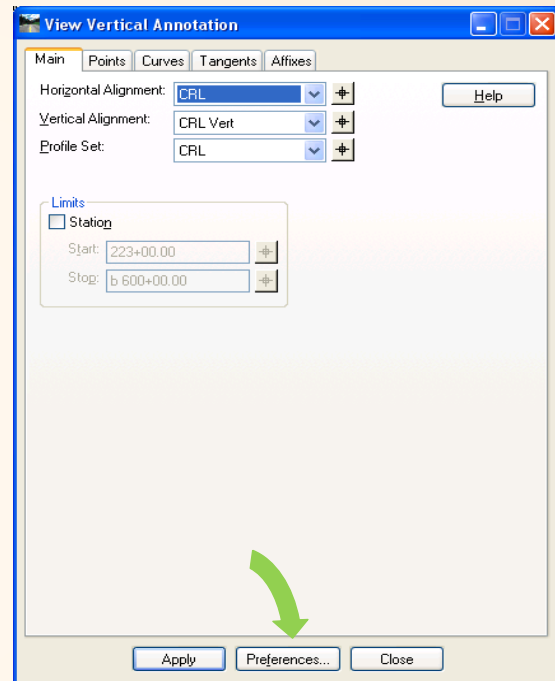 View Vertical Annotation
Main Points Curves Tangents Affixes
Horizontal Alignment: CRL
Help
Vertical Alignment: CRL Vert
Profile Set: CRL
Limits
Station
Start: 223+00.00
Stop: b 600+00.00
Apply Preferences... Close